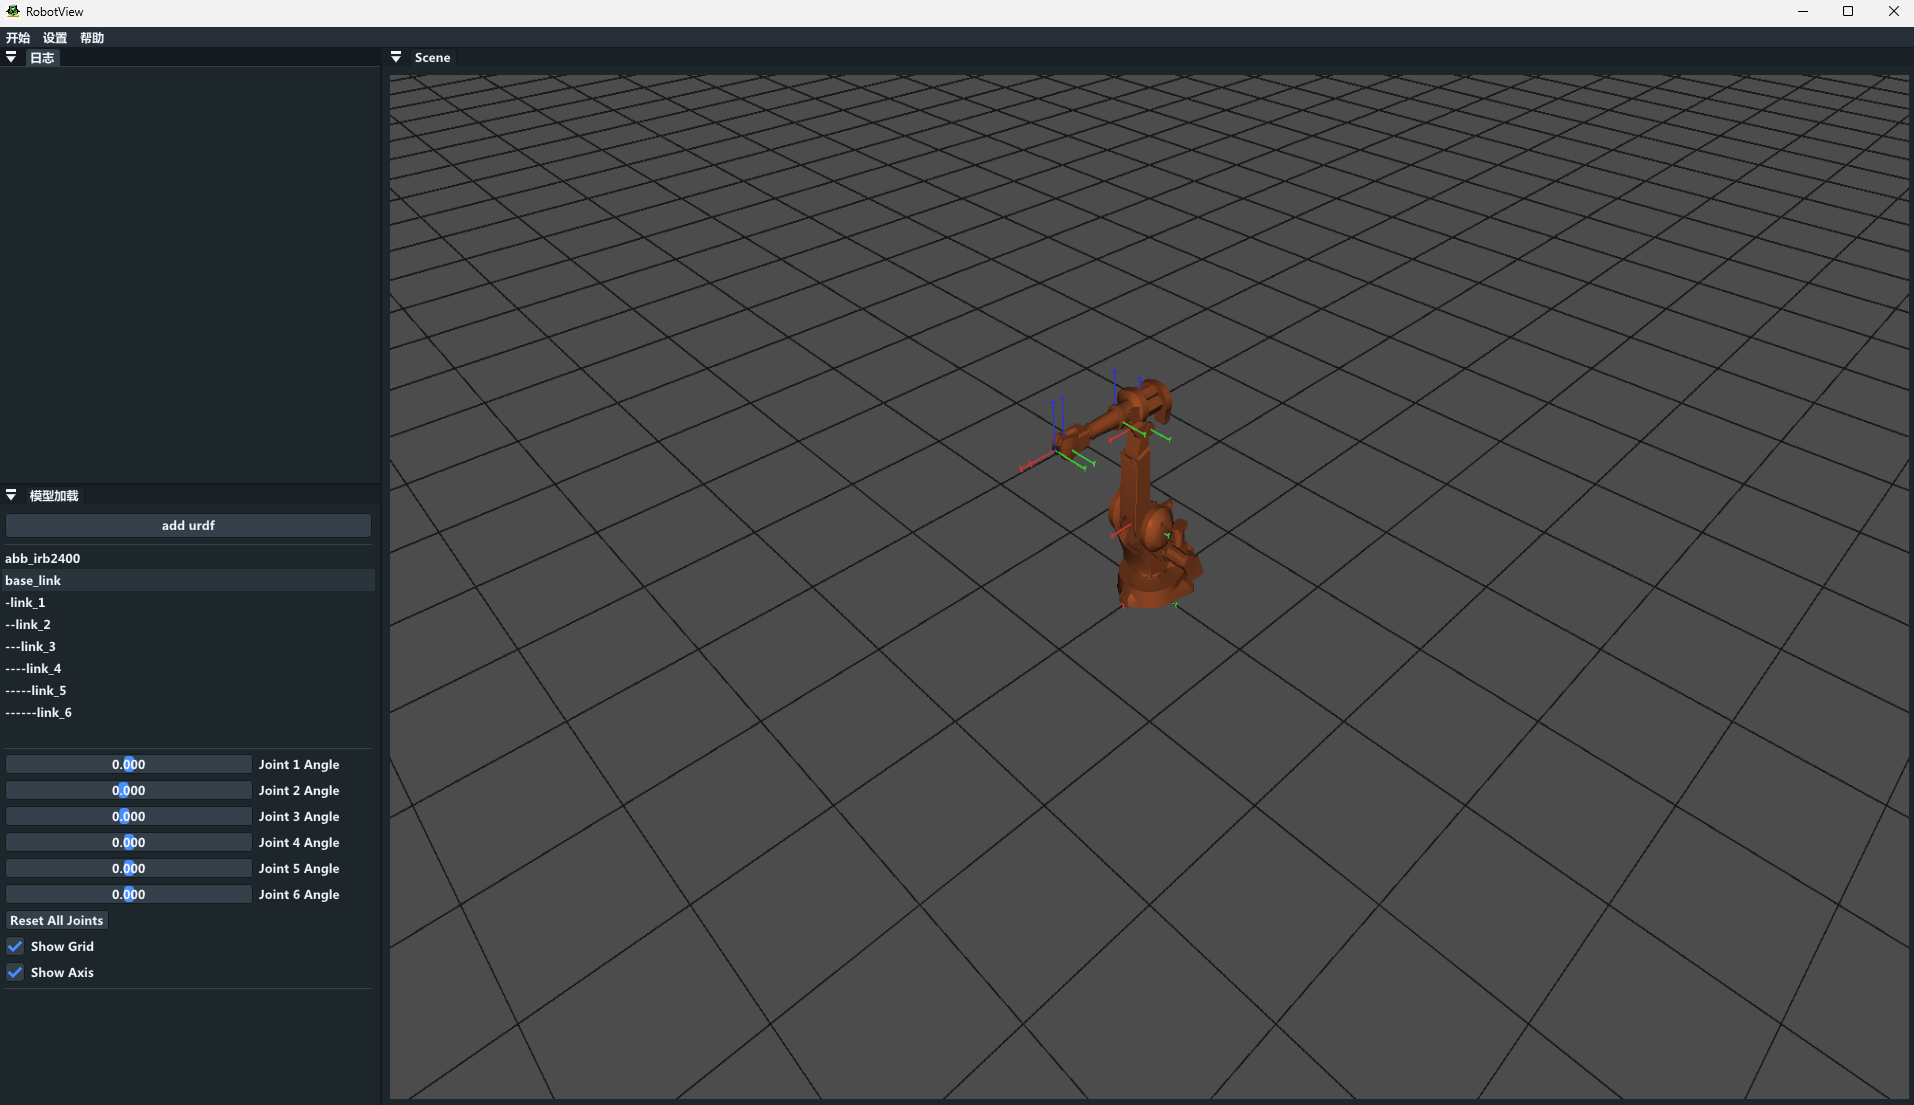 RobotView
开始 设置 帮助
日志
Scene
模型加载
add urdf
abb_irb2400
base_link
-link_1
--link_2
---link_3
----link_4
-----link_5
------link_6
0.000 Joint 1 Angle
0.000 Joint 2 Angle
0.000 Joint 3 Angle
0.000 Joint 4 Angle
0.000 Joint 5 Angle
0.000 Joint 6 Angle
Reset All Joints
Show Grid
Show Axis